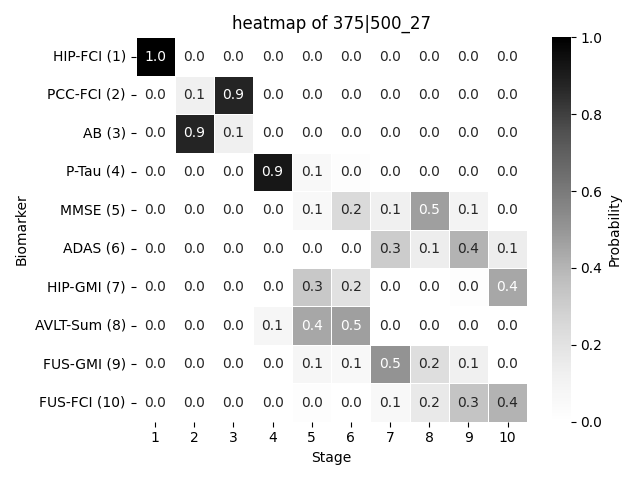 heatmap of 375|500_27
HIP-FCI (1) 1.0 0.0 0.0 0.0 0.0 0.0 0.0 0.0 0.0 0.0
PCC-FCI (2) 0.0 0.1 0.9 0.0 0.0 0.0 0.0 0.0 0.0 0.0
AB (3) 0.0 0.9 0.1 0.0 0.0 0.0 0.0 0.0 0.0 0.0
P-Tau (4) 0.0 0.0 0.0 0.9 0.1 0.0 0.0 0.0 0.0 0.0
MMSE (5) 0.0 0.0 0.0 0.0 0.1 0.2 0.1 0.5 0.1 0.0
ADAS (6) 0.0 0.0 0.0 0.0 0.0 0.0 0.3 0.1 0.4 0.1
HIP-GMI (7) 0.0 0.0 0.0 0.0 0.3 0.2 0.0 0.0 0.0 0.4
AVLT-Sum (8) 0.0 0.0 0.0 0.1 0.4 0.5 0.0 0.0 0.0 0.0
FUS-GMI (9) 0.0 0.0 0.0 0.0 0.1 0.1 0.5 0.2 0.1 0.0
FUS-FCI (10) 0.0 0.0 0.0 0.0 0.0 0.0 0.1 0.2 0.3 0.4
1 2 3 4 5 6 7 8 9 10
Stage
Biomarker
1.0
0.8
0.6
0.4
0.2
0.0
Probability